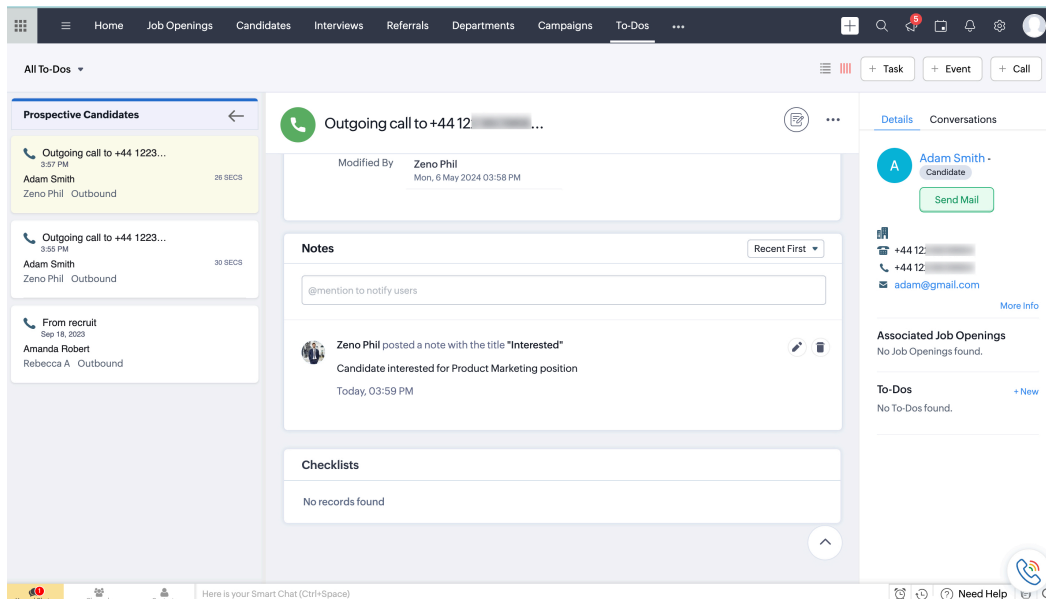 Home Job Openings Candidates Interviews Referrals Departments Campaigns To-Dos 5
All To-Dos + Task + Event + Call
Prospective Candidates
Outgoing call to +44 1223...
3:57 PM
Adam Smith 26 SECS
Zeno Phil Outbound
Outgoing call to +44 1223...
3:55 PM
Adam Smith 30 SECS
Zeno Phil Outbound
From recruit
Sep 18, 2023
Amanda Robert
Rebecca A Outbound
Outgoing call to +44 12 ...
Modified By Zeno Phil
Mon, 6 May 2024 03:58 PM
Notes Recent First
@mention to notify users
Zeno Phil posted a note with the title "Interested"
Candidate interested for Product Marketing position
Today, 03:59 PM
Checklists
No records found
Details Conversations
A Adam Smith -
Candidate
Send Mail
+44 12
+44 12
adam@gmail.com
More Info
Associated Job Openings
No Job Openings found.
To-Dos + New
No To-Dos found.
1 Here is your Smart Chat (Ctrl+Space) Need Help